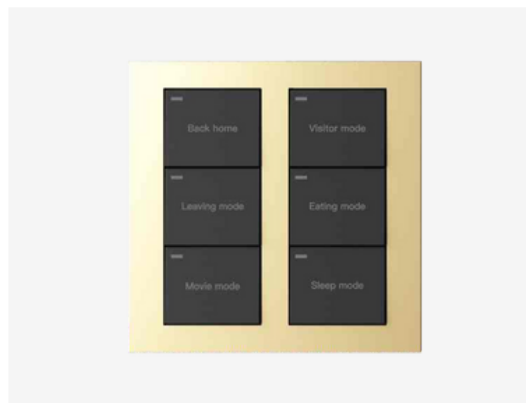 Back home
Visitor mode
Leaving mode
Eating mode
Movie mode
Sleep mode